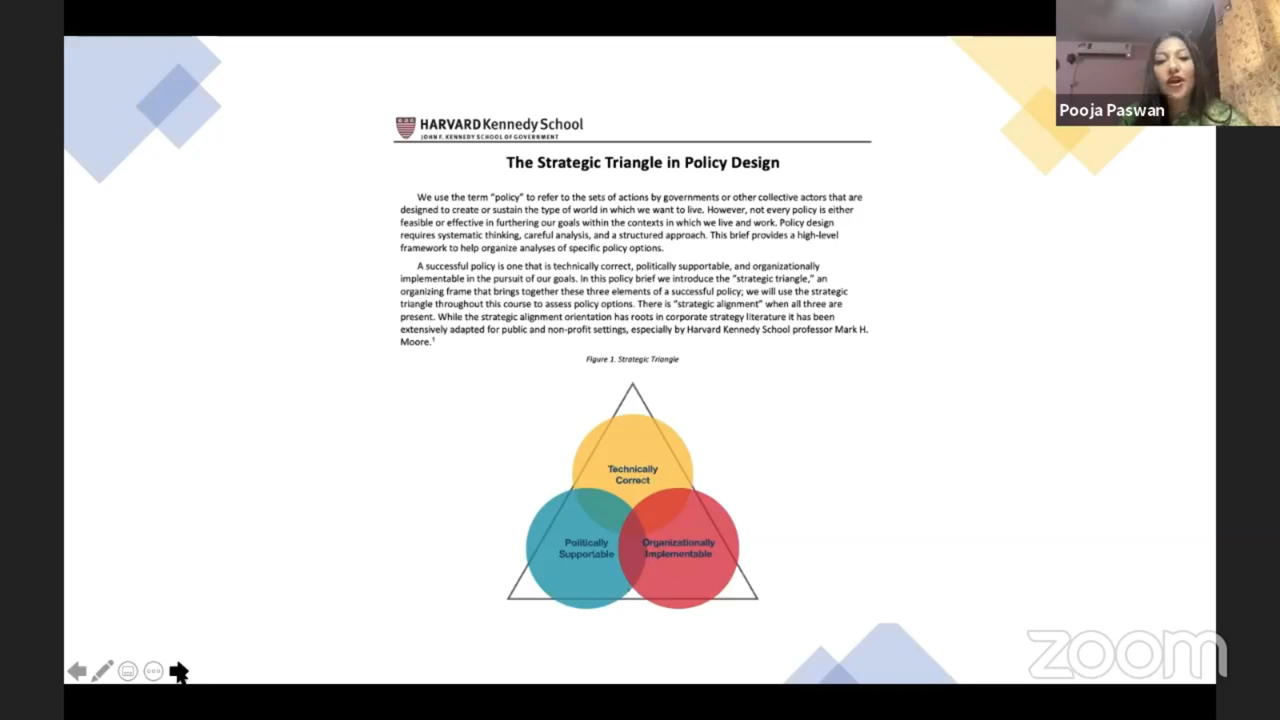 Pooja Paswan
HARVARD Kennedy School
JOHN F. KENNEDY SCHOOL OF GOVERNMENT
The Strategic Triangle in Policy Design
We use the term “policy” to refer to the sets of actions by governments or other collective actors that are
designed to create or sustain the type of world in which we want to live. However, not every policy is either
feasible or effective in furthering our goals within the contexts in which we live and work. Policy design
requires systematic thinking, careful analysis, and a structured approach. This brief provides a high-level
framework to help organize analyses of specific policy options.
A successful policy is one that is technically correct, politically supportable, and organizationally
implementable in the pursuit of our goals. In this policy brief we introduce the “strategic triangle,” an
organizing frame that brings together these three elements of a successful policy; we will use the strategic
triangle throughout this course to assess policy options. There is “strategic alignment” when all three are
present. While the strategic alignment orientation has roots in corporate strategy literature it has been
extensively adapted for public and non-profit settings, especially by Harvard Kennedy School professor Mark H.
Moore.¹
Figure 1. Strategic Triangle
Technically
Correct
Politically
Supportable
Organizationally
Implementable
zoom